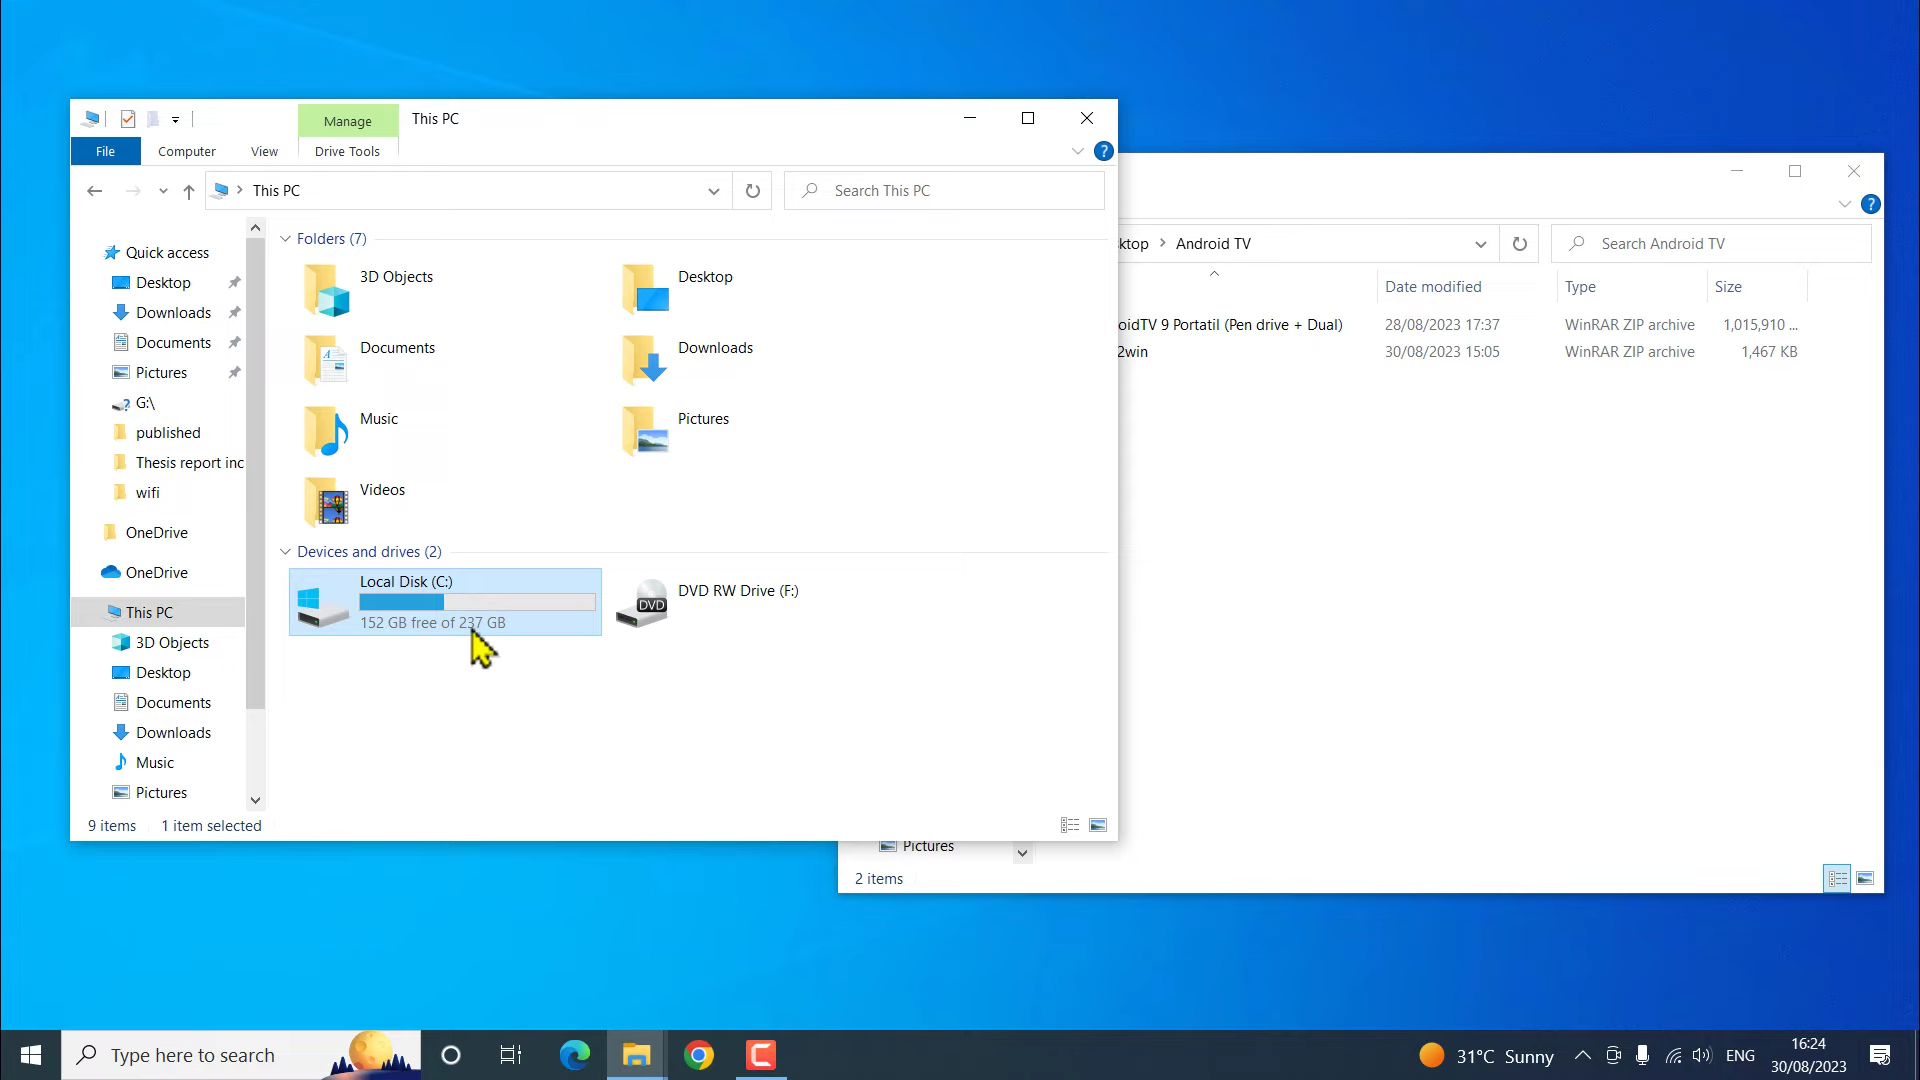 Manage
This PC
File
Computer
View
Drive Tools
This PC
Search This PC
Quick access
Desktop
Downloads
Documents
Pictures
G:\
published
Thesis report inc
wifi
OneDrive
OneDrive
This PC
3D Objects
Desktop
Documents
Downloads
Music
Pictures
Folders (7)
3D Objects
Desktop
Documents
Downloads
Music
Pictures
Videos
Devices and drives (2)
Local Disk (C:)
152 GB free of 237 GB
DVD RW Drive (F:)
DVD
9 items
1 item selected
ktop
Android TV
Search Android TV
Date modified
Type
Size
oidTV 9 Portatil (Pen drive + Dual)
28/08/2023 17:37
WinRAR ZIP archive
1,015,910 ...
2win
30/08/2023 15:05
WinRAR ZIP archive
1,467 KB
Pictures
2 items
Type here to search
31°C Sunny
ENG
16:24
30/08/2023